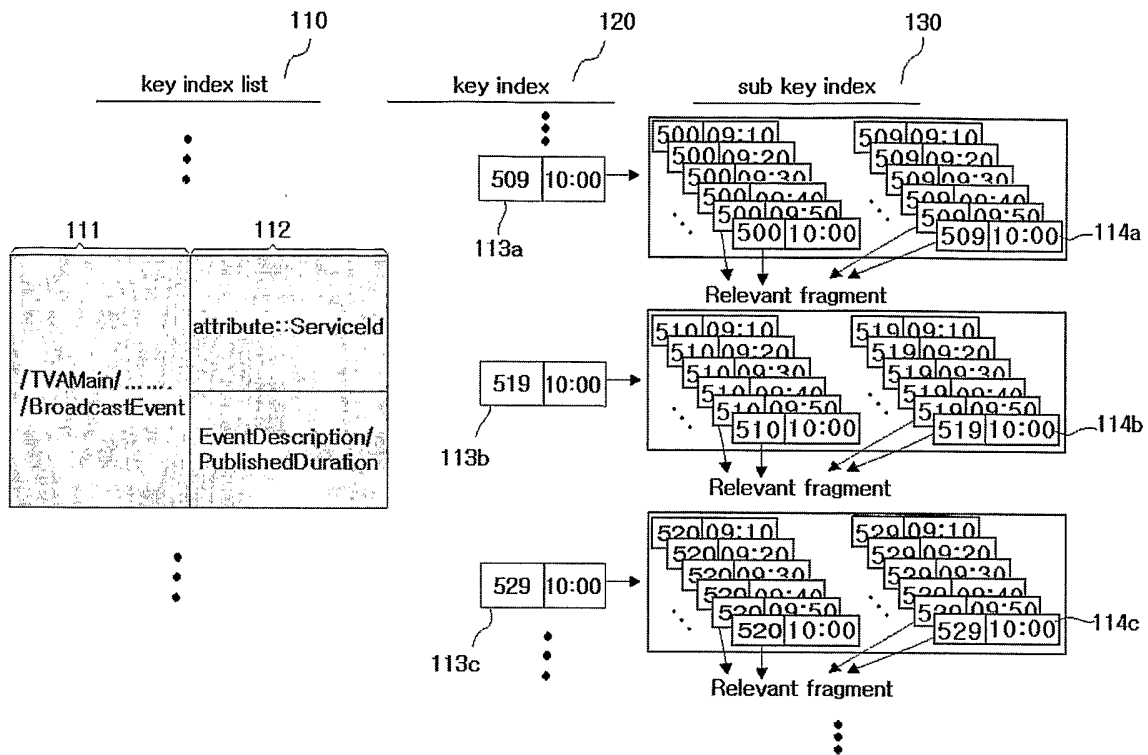 110
120
130
key index list
key index
sub key index
509 10:00
113a
500 09:10
500 09:20
500 09:30
500 09:40
500 09:50
500 10:00
509 09:10
509 09:20
509 09:30
509 09:40
509 09:50
509 10:00
114a
Relevant fragment
111
112
/TVAMain/.......
/BroadcastEvent
attribute::ServiceId
EventDescription/
PublishedDuration
519 10:00
113b
510 09:10
510 09:20
510 09:30
510 09:40
510 09:50
510 10:00
519 09:10
519 09:20
519 09:30
519 09:40
519 09:50
519 10:00
114b
Relevant fragment
529 10:00
113c
520 09:10
520 09:20
520 09:30
520 09:40
520 09:50
520 10:00
529 09:10
529 09:20
529 09:30
529 09:40
529 09:50
529 10:00
114c
Relevant fragment